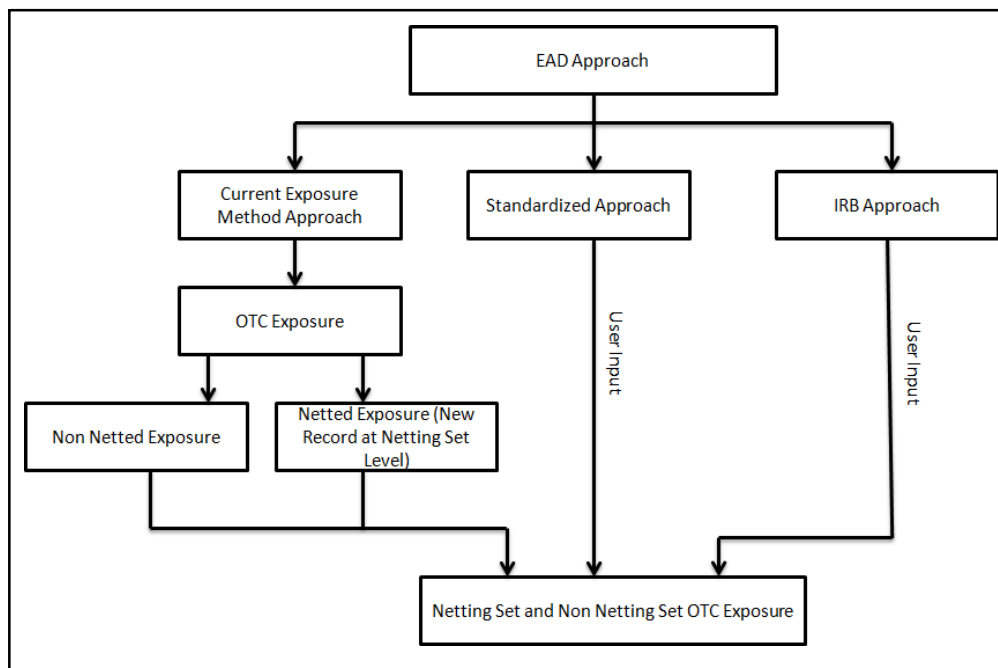 EAD Approach
Current Exposure
Method Approach
Standardized Approach
IRB Approach
OTC Exposure
User Input
User Input
Non Netted Exposure
Netted Exposure (New
Record at Netting Set
Level)
Netting Set and Non Netting Set OTC Exposure